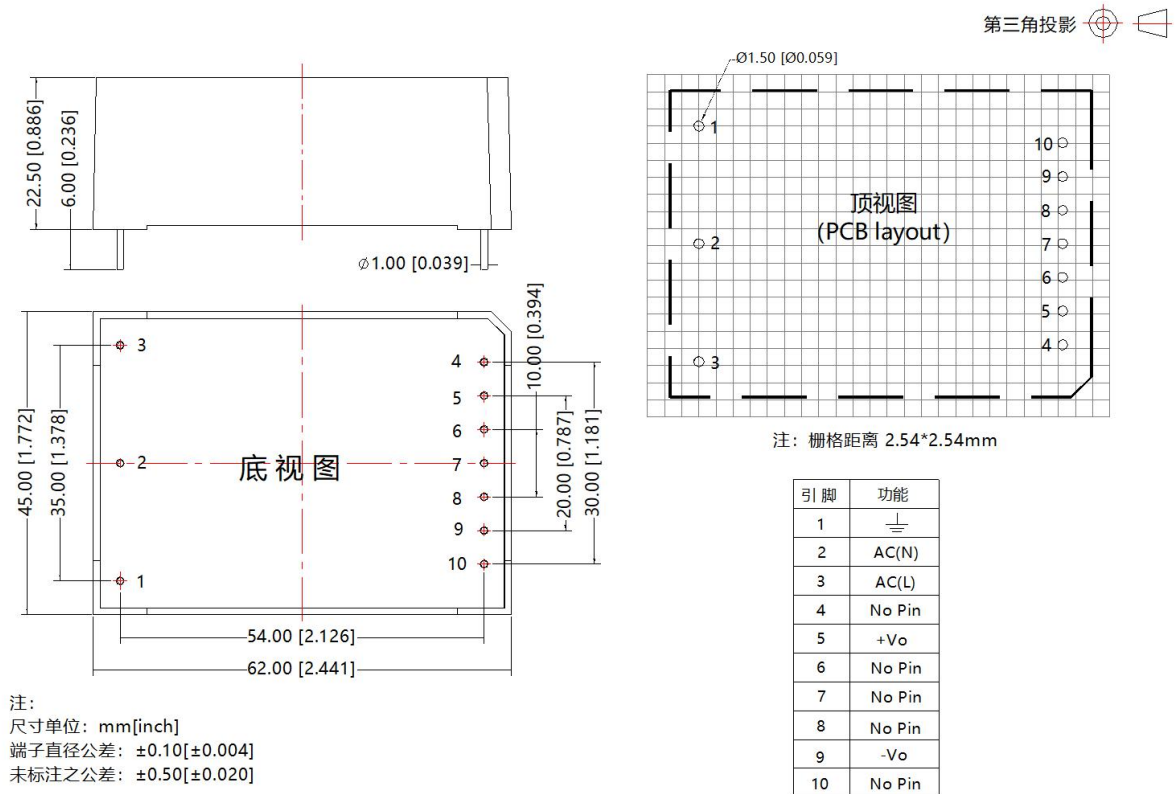 第三角投影
Ø1.50 [Ø0.059]
22.50 [0.886]
6.00 [0.236]
Ø1.00 [0.039]
1
2
3
10
9
8
7
6
5
4
顶视图
(PCB layout)
注：栅格距离 2.54*2.54mm
45.00 [1.772]
35.00 [1.378]
3
2
1
底视图
4
5
6
7
8
9
10
10.00 [0.394]
20.00 [0.787]
30.00 [1.181]
54.00 [2.126]
62.00 [2.441]
引脚 功能
1
2 AC(N)
3 AC(L)
4 No Pin
5 +Vo
6 No Pin
7 No Pin
8 No Pin
9 -Vo
10 No Pin
注：
尺寸单位：mm[inch]
端子直径公差：±0.10[±0.004]
未标注之公差：±0.50[±0.020]